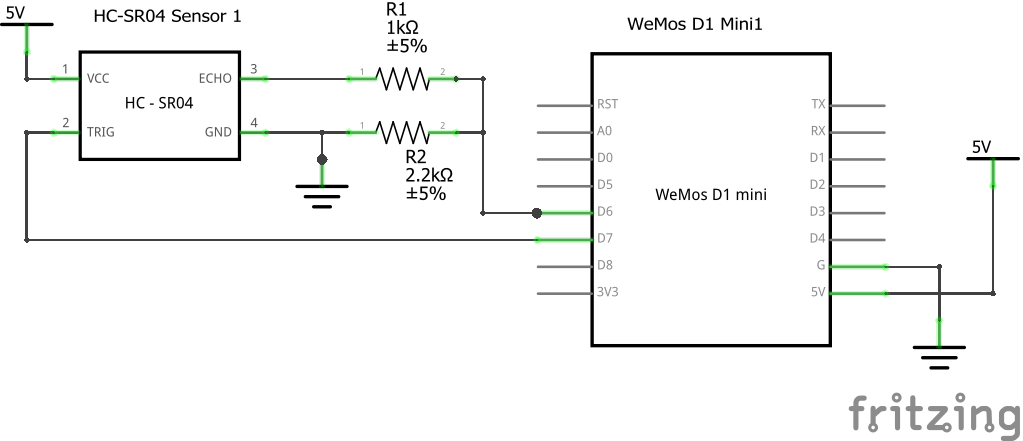 5V
HC-SR04 Sensor 1
R1
1kΩ
±5%
WeMos D1 Mini1
1
VCC
ECHO
3
1
2
HC - SR04
2
TRIG
GND
4
1
2
R2
2.2kΩ
±5%
RST
A0
D0
D5
D6
D7
D8
3V3
WeMos D1 mini
TX
RX
D1
D2
D3
D4
G
5V
5V
fritzing